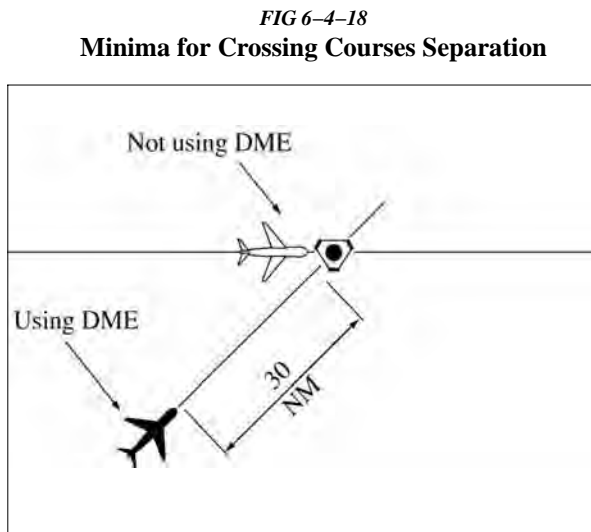 FIG 6–4–18
Minima for Crossing Courses Separation
Not using DME
Using DME
30
NM